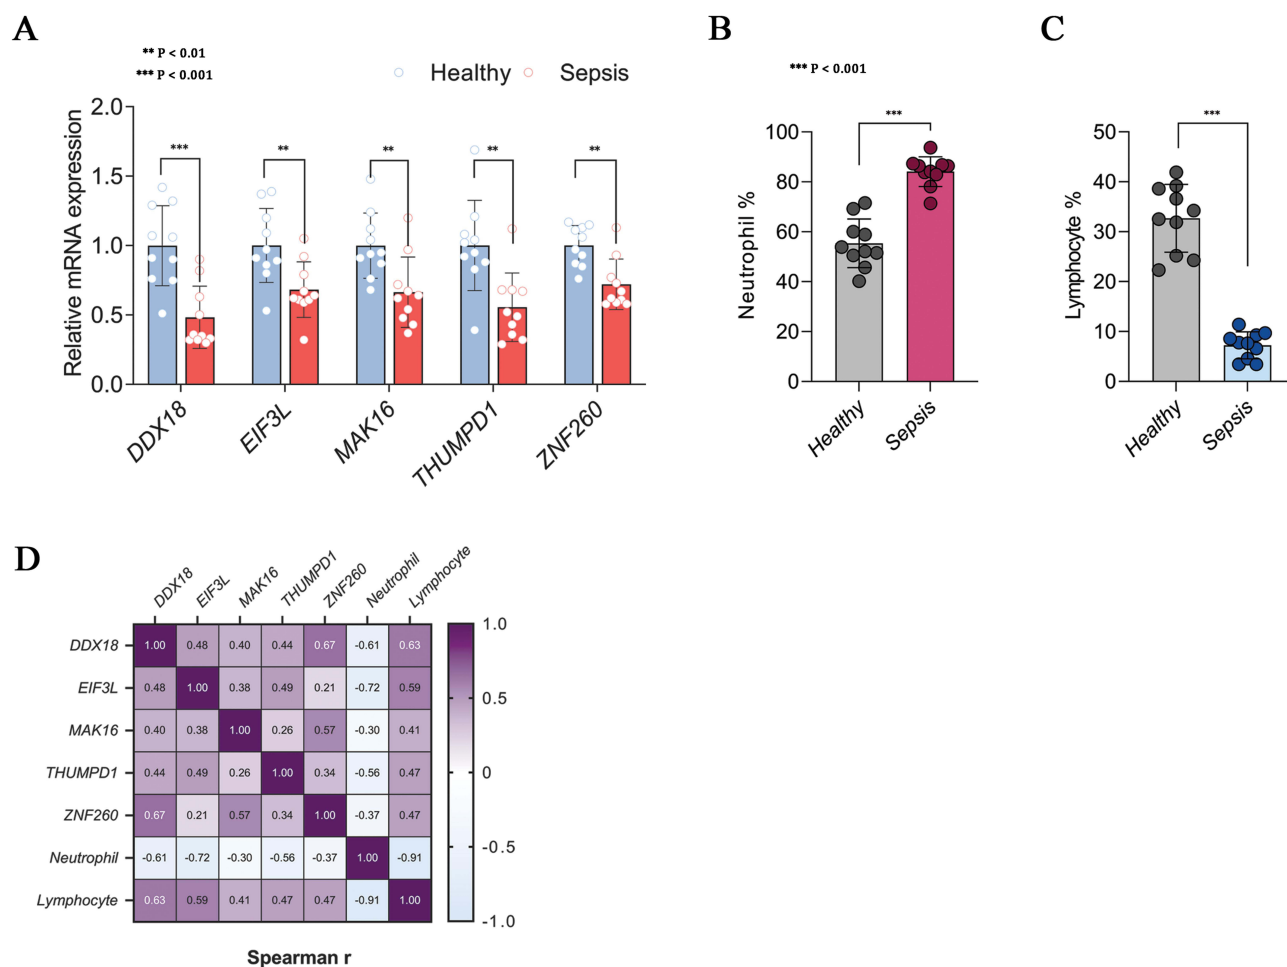 A
** P < 0.01
*** P < 0.001
Healthy
Sepsis
Relative mRNA expression
2.0
1.5
1.0
0.5
0.0
***
**
**
**
**
DDX18
EIF3L
MAK16
THUMPD1
ZNF260
B
*** P < 0.001
***
Neutrophil %
100
80
60
40
20
0
Healthy
Sepsis
C
***
Lymphocyte %
50
40
30
20
10
0
Healthy
Sepsis
D
DDX18 EIF3L MAK16 THUMPD1 ZNF260 Neutrophil Lymphocyte
DDX18 1.00 0.48 0.40 0.44 0.67 -0.61 0.63
EIF3L 0.48 1.00 0.38 0.49 0.21 -0.72 0.59
MAK16 0.40 0.38 1.00 0.26 0.57 -0.30 0.41
THUMPD1 0.44 0.49 0.26 1.00 0.34 -0.56 0.47
ZNF260 0.67 0.21 0.57 0.34 1.00 -0.37 0.47
Neutrophil -0.61 -0.72 -0.30 -0.56 -0.37 1.00 -0.91
Lymphocyte 0.63 0.59 0.41 0.47 0.47 -0.91 1.00
1.0
0.5
0
-0.5
-1.0
Spearman r